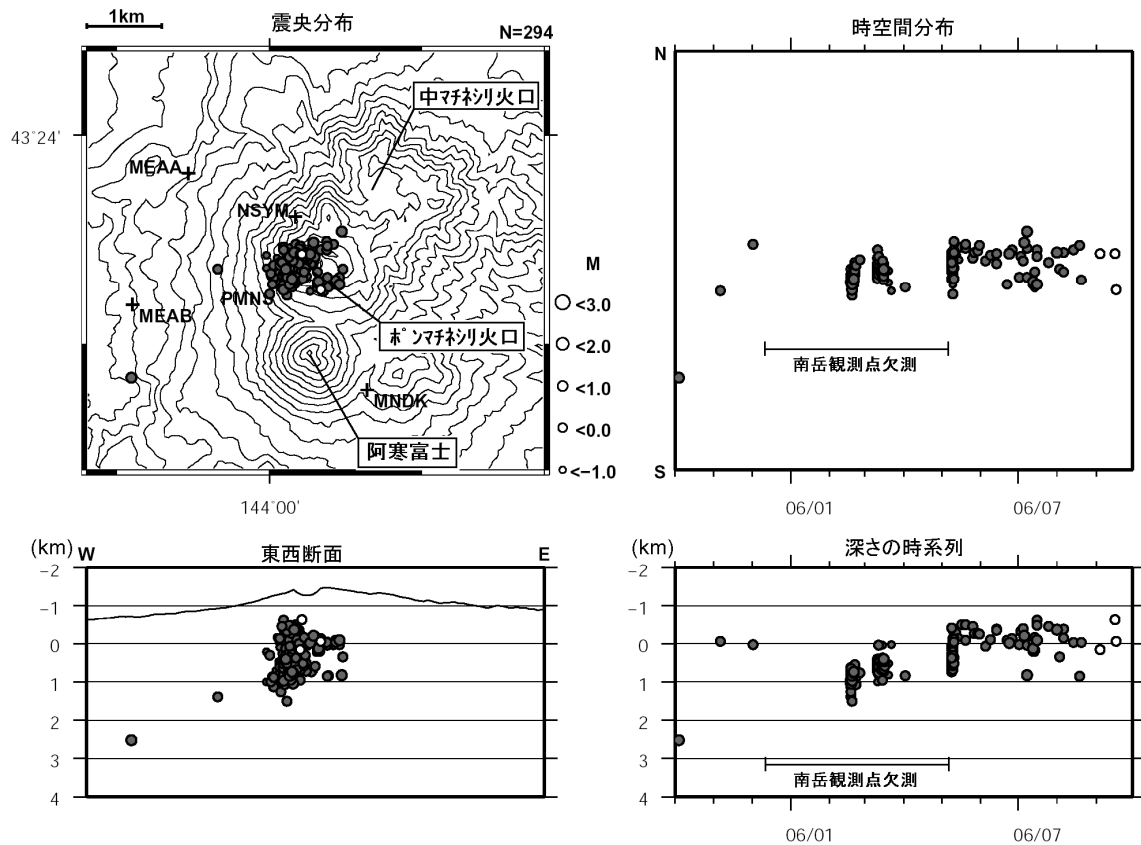 1km
震央分布
N=294
43°24'
中マチネシリ火口
MEAA
NSYM
PMNS
MEAB
ポンマチネシリ火口
MNDK
阿寒富士
144°00'
M
<3.0
<2.0
<1.0
<0.0
<-1.0
時空間分布
N
南岳観測点欠測
S
06/01
06/07
(km)
W
東西断面
E
-2
-1
0
1
2
3
4
(km)
深さの時系列
-2
-1
0
1
2
3
4
南岳観測点欠測
06/01
06/07